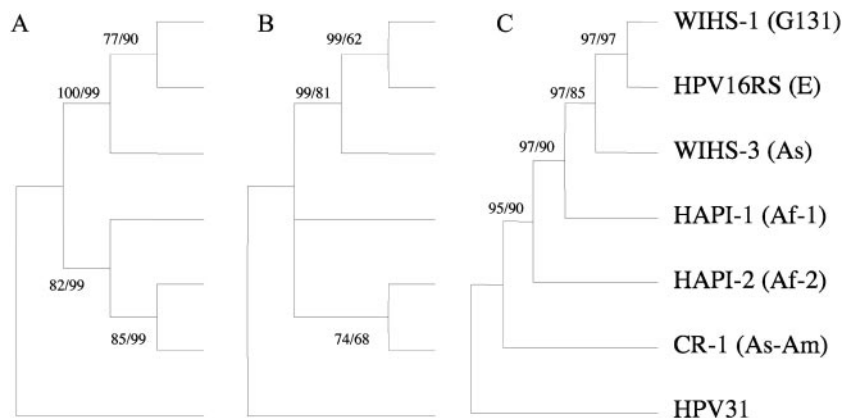 A
B
C
77/90
100/99
82/99
85/99
99/62
99/81
74/68
97/97
97/85
97/90
95/90
WIHS-1 (G131)
HPV16RS (E)
WIHS-3 (As)
HAPI-1 (Af-1)
HAPI-2 (Af-2)
CR-1 (As-Am)
HPV31